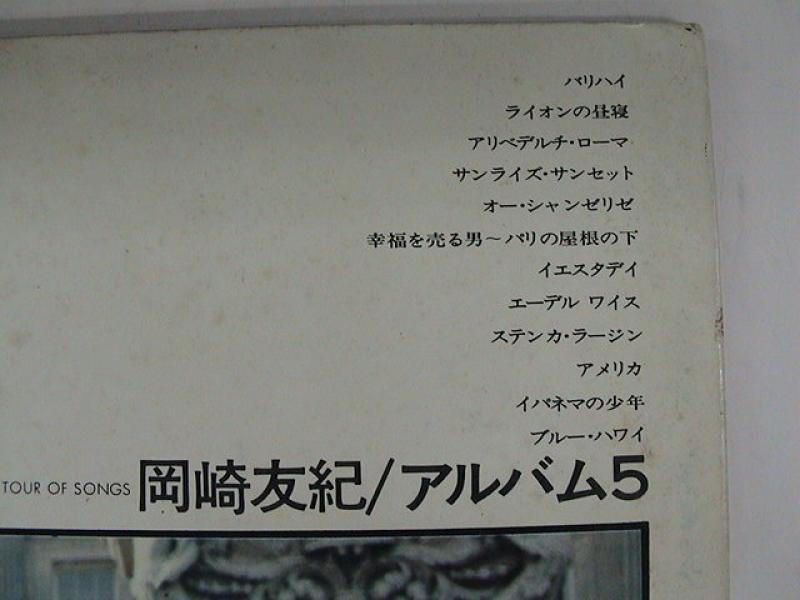 バリハイ
ライオンの昼寝
アリベデルチ・ローマ
サンライズ・サンセット
オー・シャンゼリゼ
幸福を売る男〜パリの屋根の下
イエスタデイ
エーデル ワイス
ステンカ・ラージン
アメリカ
イパネマの少年
ブルー・ハワイ
TOUR OF SONGS 岡崎友紀/アルバム5